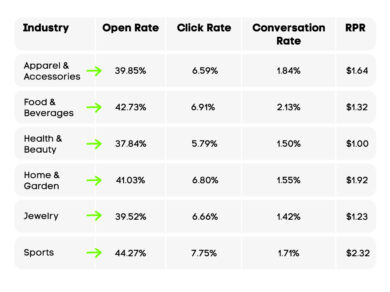 Industry Open Rate Click Rate Conversation Rate RPR
Apparel & Accessories 39.85% 6.59% 1.84% $1.64
Food & Beverages 42.73% 6.91% 2.13% $1.32
Health & Beauty 37.84% 5.79% 1.50% $1.00
Home & Garden 41.03% 6.80% 1.55% $1.92
Jewelry 39.52% 6.66% 1.42% $1.23
Sports 44.27% 7.75% 1.71% $2.32